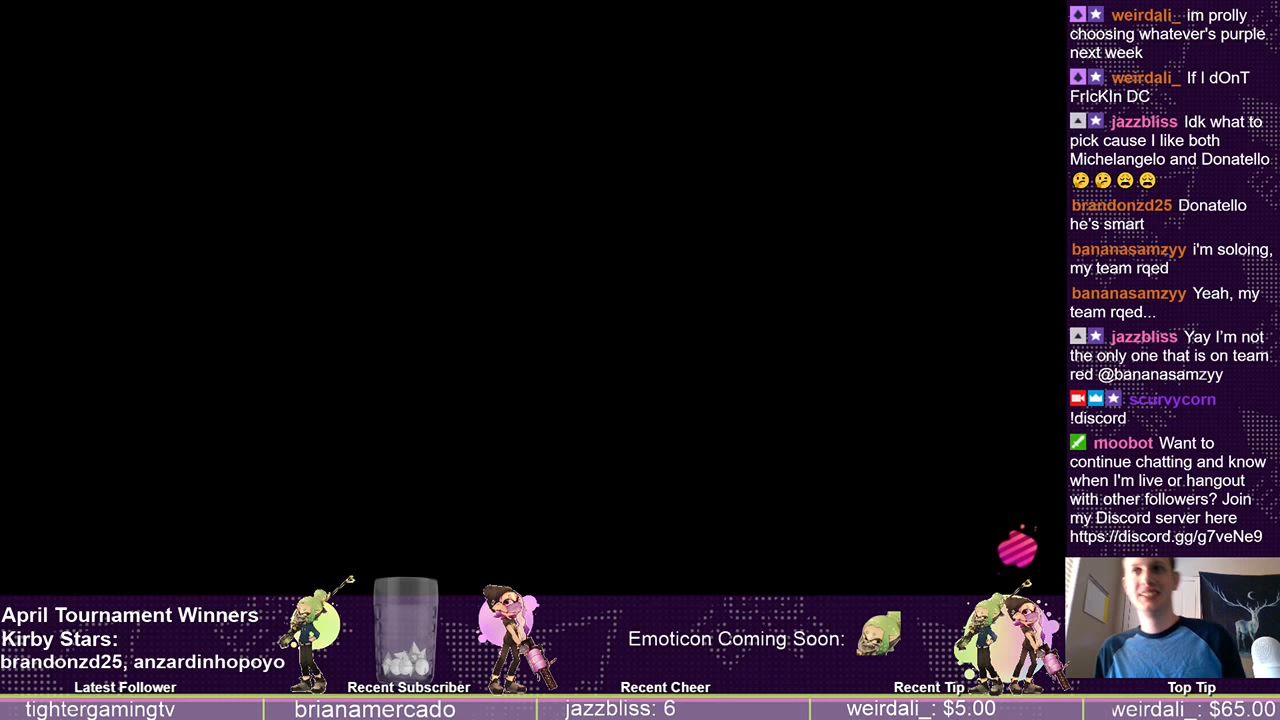 weirdali_ im prolly
choosing whatever's purple
next week
weirdali_ If I dOnT
FrIcKIn DC
jazzbliss Idk what to
pick cause I like both
Michelangelo and Donatello
brandonzd25 Donatello
he's smart
bananasamzyy i'm soloing,
my team rqed
bananasamzyy Yeah, my
team rqed...
jazzbliss Yay I'm not
the only one that is on team
red @bananasamzyy
scurvycorn
!discord
moobot Want to
continue chatting and know
when I'm live or hangout
with other followers? Join
my Discord server here
https://discord.gg/g7veNe9
April Tournament Winners
Kirby Stars:
brandonzd25, anzardinhopoyo
Emoticon Coming Soon:
Latest Follower
Recent Subscriber
Recent Cheer
Recent Tip
Top Tip
tightergamingtv
brianamercado
jazzbliss: 6
weirdali_: $5.00
weirdali_: $65.00